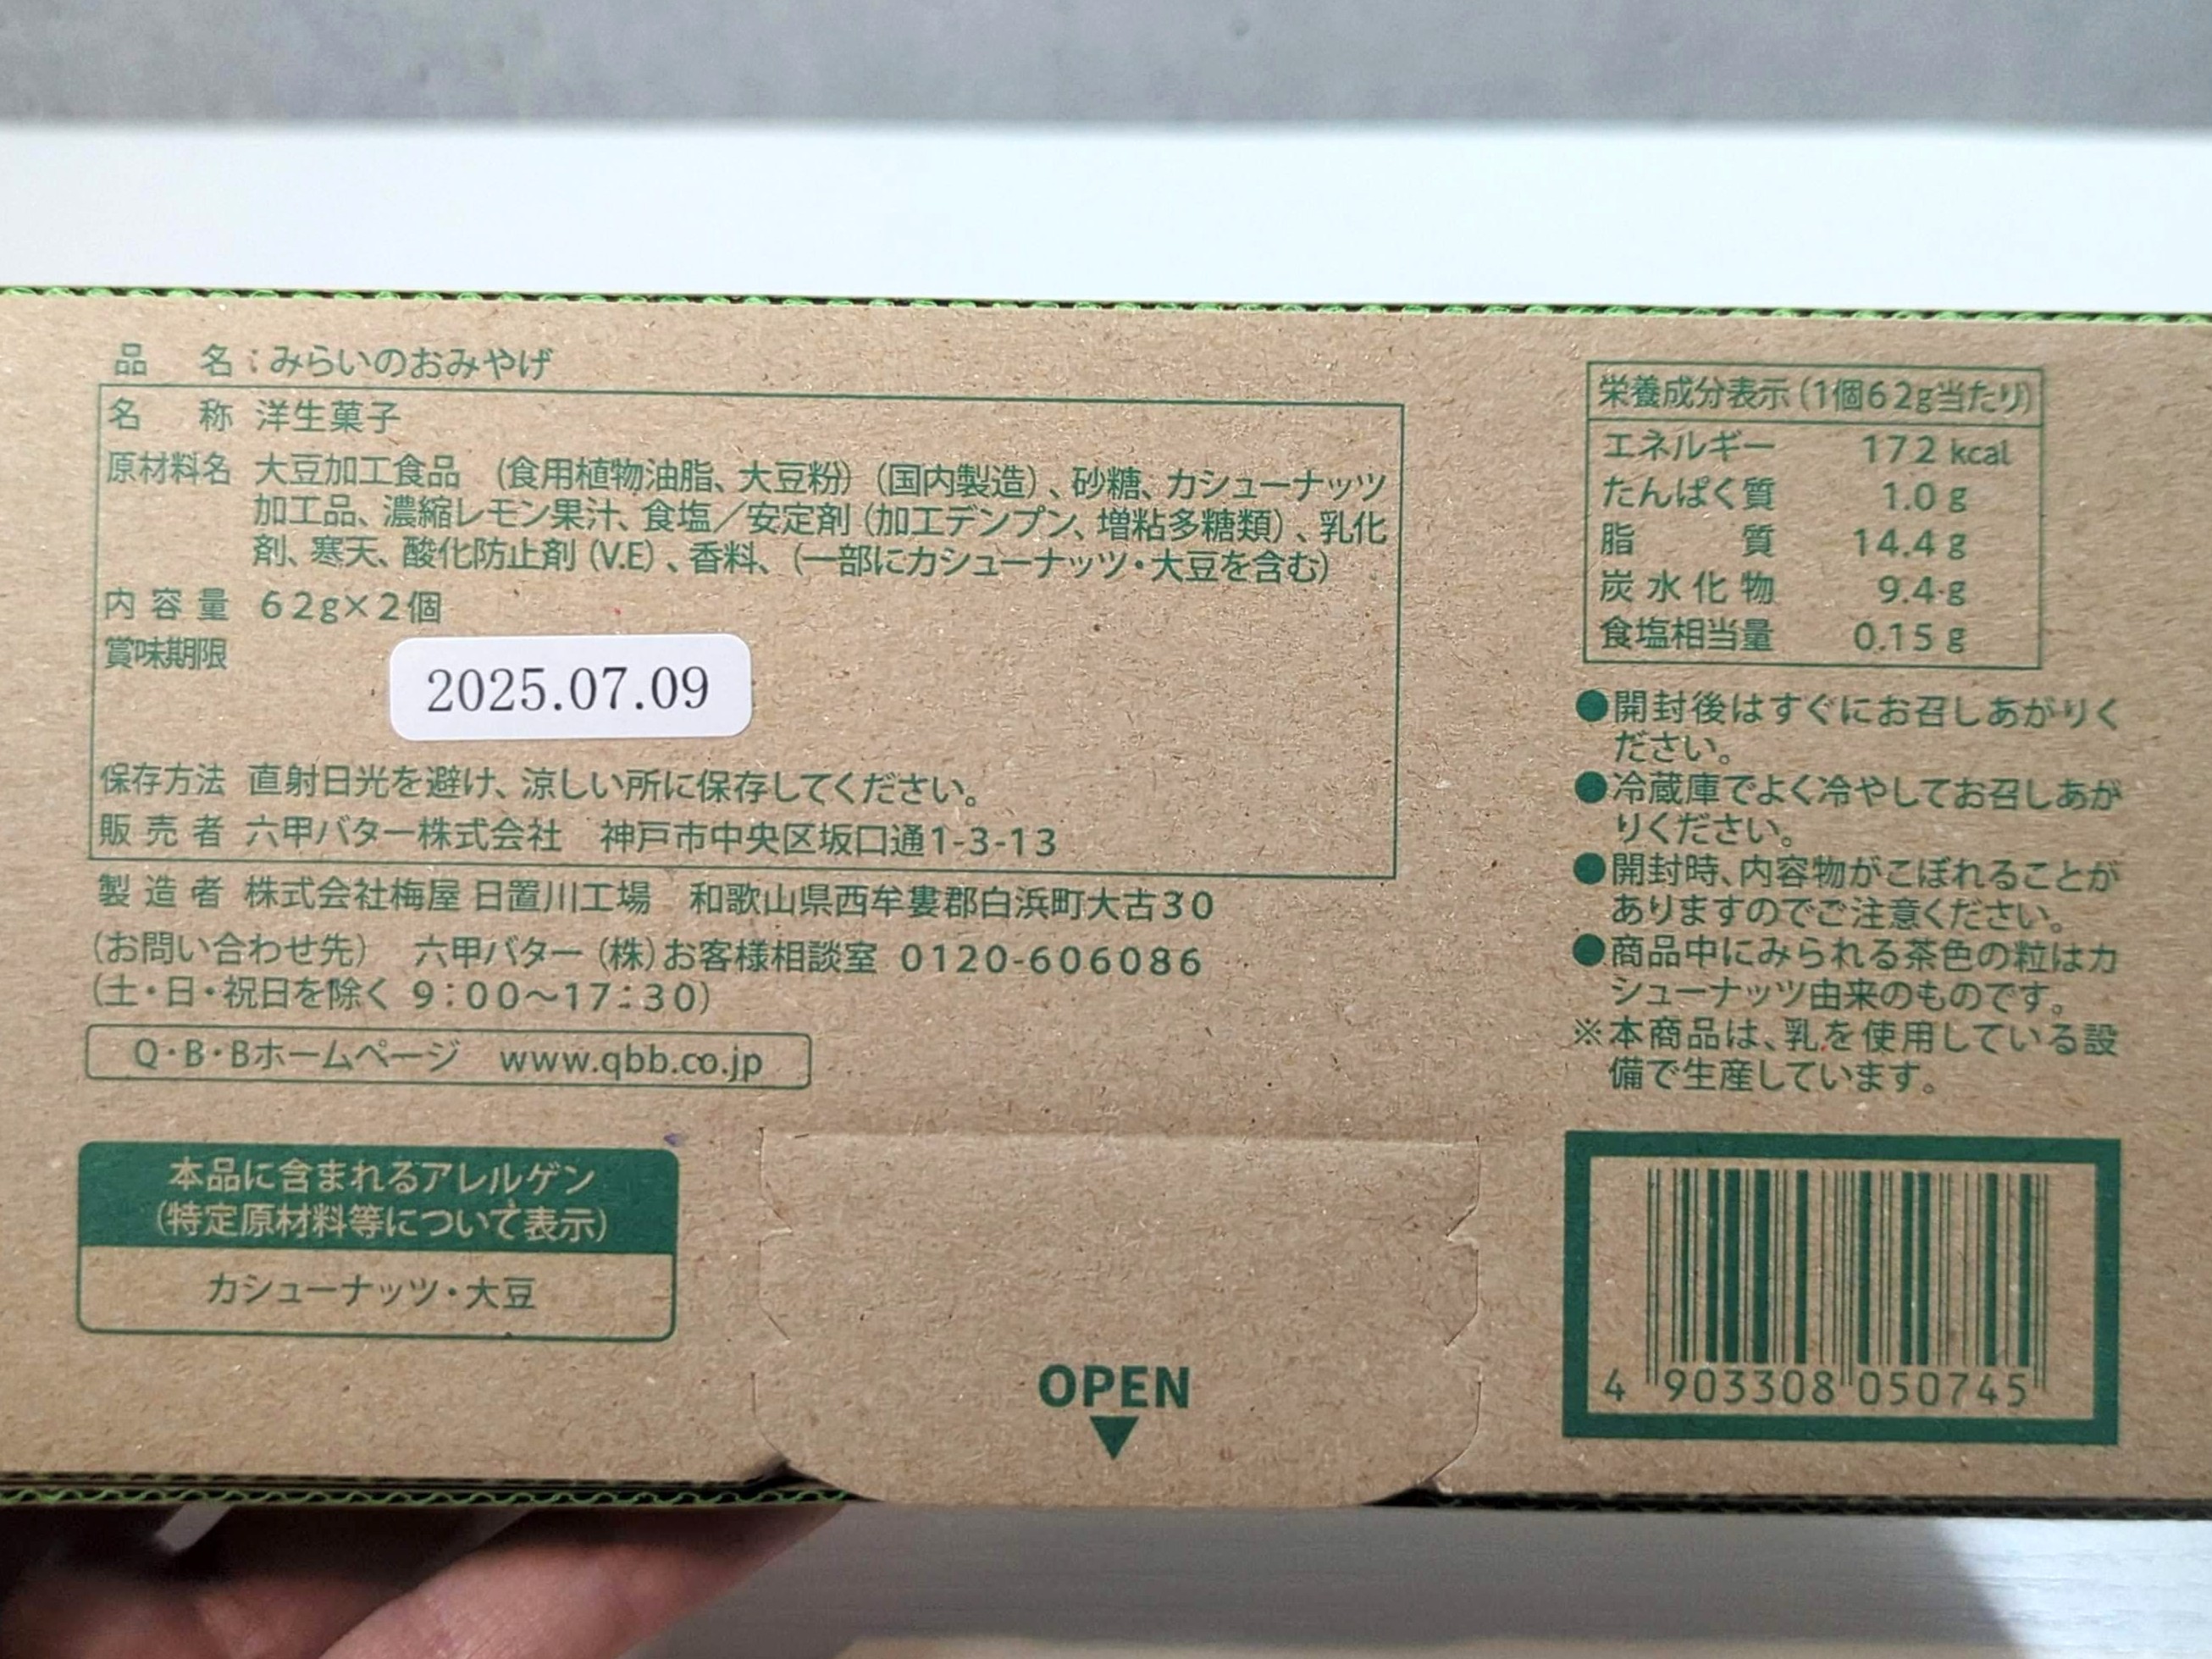 品　名：みらいのおみやげ
名　称 洋生菓子
原材料名 大豆加工食品 (食用植物油脂、大豆粉)（国内製造）、砂糖、カシューナッツ
加工品、濃縮レモン果汁、食塩／安定剤（加工デンプン、増粘多糖類）、乳化
剤、寒天、酸化防止剤（V.E）、香料、（一部にカシューナッツ・大豆を含む）
内容量 62g×2個
賞味期限
2025.07.09
保存方法 直射日光を避け、涼しい所に保存してください。
販売者 六甲バター株式会社　神戸市中央区坂口通1-3-13
製造者 株式会社梅屋 日置川工場　和歌山県西牟婁郡白浜町大古30
（お問い合わせ先）　六甲バター（株）お客様相談室 0120-606086
（土・日・祝日を除く 9：00～17：30）
Q・B・Bホームページ　www.qbb.co.jp
本品に含まれるアレルゲン
（特定原材料等について表示）
カシューナッツ・大豆
OPEN
▼
栄養成分表示（1個62g当たり）
エネルギー 172 kcal
たんぱく質 1.0 g
脂　質 14.4 g
炭水化物 9.4 g
食塩相当量 0.15 g
●開封後はすぐにお召しあがりく
ださい。
●冷蔵庫でよく冷やしてお召しあが
りください。
●開封時、内容物がこぼれることが
ありますのでご注意ください。
●商品中にみられる茶色の粒はカ
シューナッツ由来のものです。
※本商品は、乳を使用している設
備で生産しています。
4 903308 050745